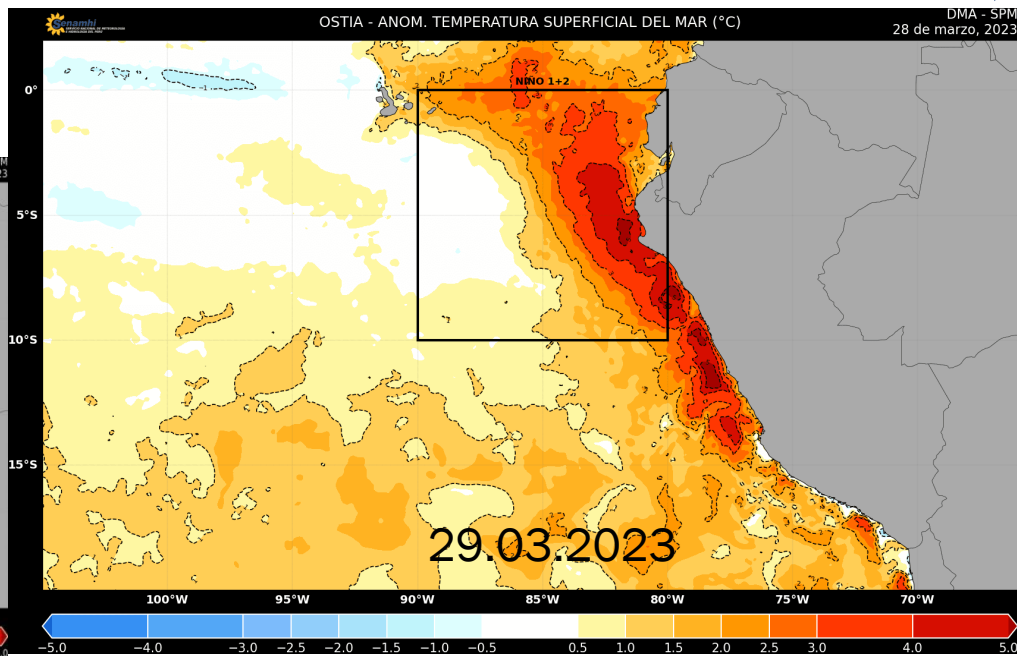 Senamhi
OSTIA - ANOM. TEMPERATURA SUPERFICIAL DEL MAR (°C)
DMA - SPM
28 de marzo, 2023
NIÑO 1+2
0°
5°S
10°S
15°S
29.03.2023
100°W 95°W 90°W 85°W 80°W 75°W 70°W
−5.0 −4.0 −3.0 −2.5 −2.0 −1.5 −1.0 −0.5 0.5 1.0 1.5 2.0 2.5 3.0 4.0 5.0
M
23
0